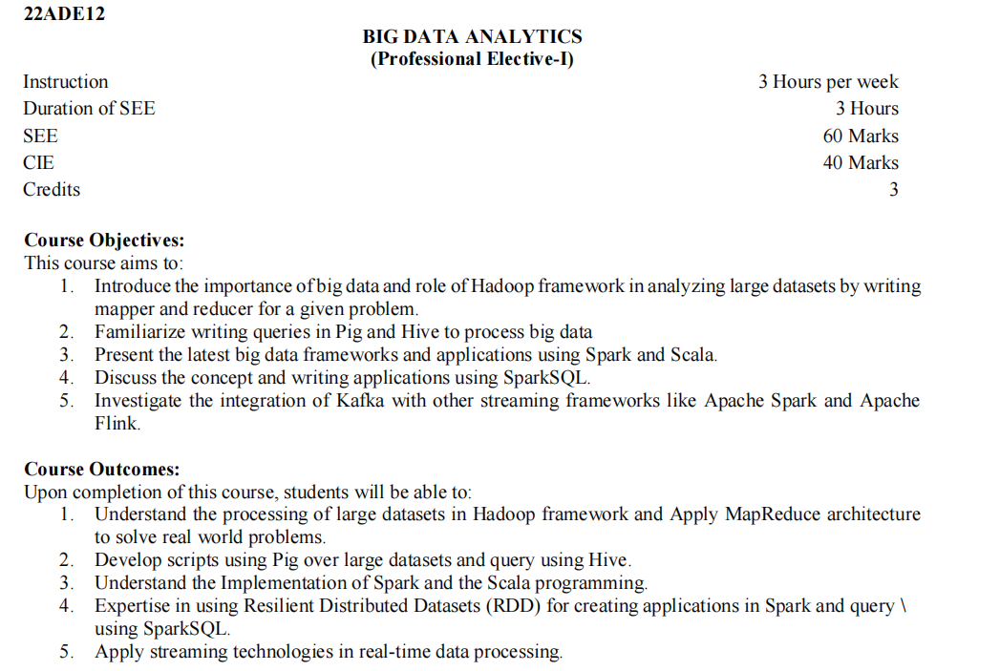 22ADE12
BIG DATA ANALYTICS
(Professional Elective-I)
Instruction 3 Hours per week
Duration of SEE 3 Hours
SEE 60 Marks
CIE 40 Marks
Credits 3
Course Objectives:
This course aims to:
1. Introduce the importance of big data and role of Hadoop framework in analyzing large datasets by writing
mapper and reducer for a given problem.
2. Familiarize writing queries in Pig and Hive to process big data
3. Present the latest big data frameworks and applications using Spark and Scala.
4. Discuss the concept and writing applications using SparkSQL.
5. Investigate the integration of Kafka with other streaming frameworks like Apache Spark and Apache
Flink.
Course Outcomes:
Upon completion of this course, students will be able to:
1. Understand the processing of large datasets in Hadoop framework and Apply MapReduce architecture
to solve real world problems.
2. Develop scripts using Pig over large datasets and query using Hive.
3. Understand the Implementation of Spark and the Scala programming.
4. Expertise in using Resilient Distributed Datasets (RDD) for creating applications in Spark and query \
using SparkSQL.
5. Apply streaming technologies in real-time data processing.